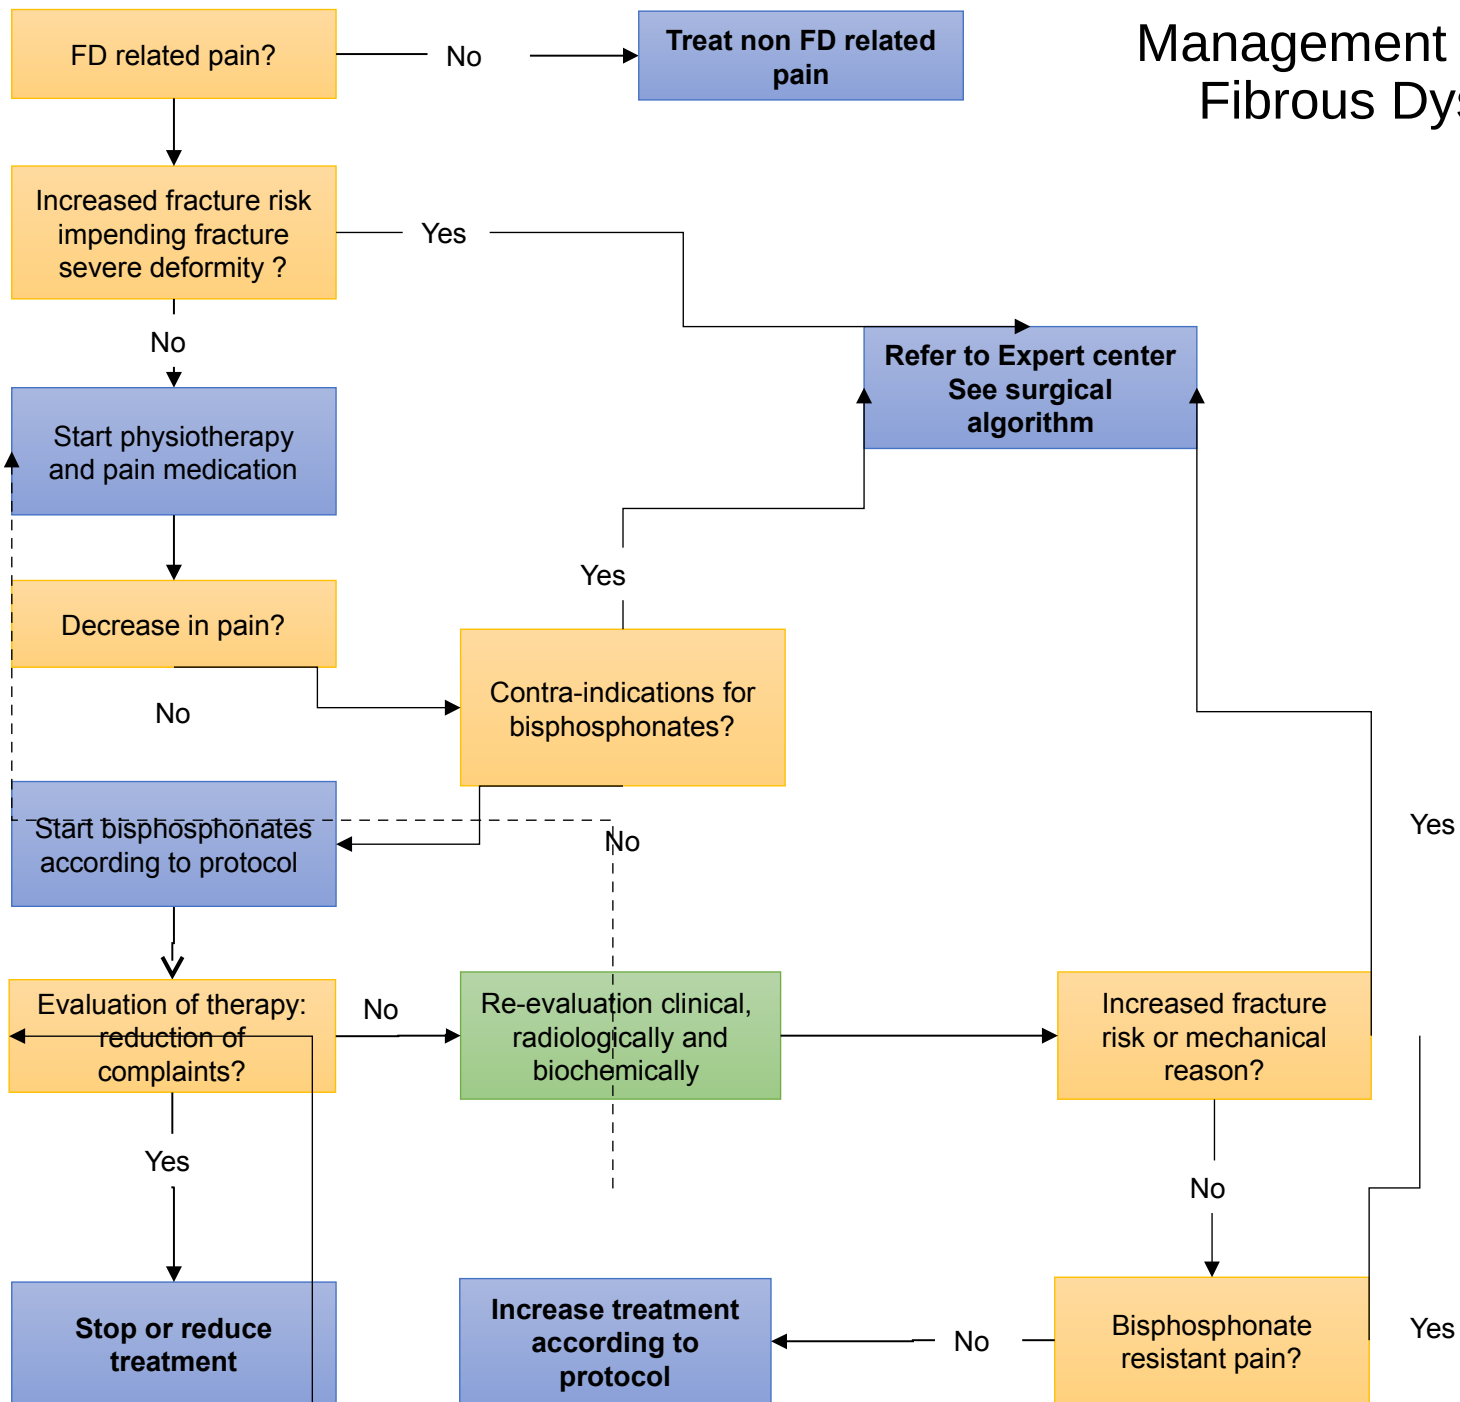 Management
Fibrous Dys
FD related pain?
No
Treat non FD related
pain
Increased fracture risk
impending fracture
severe deformity ?
Yes
No
Refer to Expert center
See surgical
algorithm
Start physiotherapy
and pain medication
Yes
Decrease in pain?
No
Contra-indications for
bisphosphonates?
Start bisphosphonates
according to protocol
No
Yes
Evaluation of therapy:
reduction of
complaints?
No
Re-evaluation clinical,
radiologically and
biochemically
Increased fracture
risk or mechanical
reason?
Yes
No
Stop or reduce
treatment
Increase treatment
according to
protocol
No
Bisphosphonate
resistant pain?
Yes